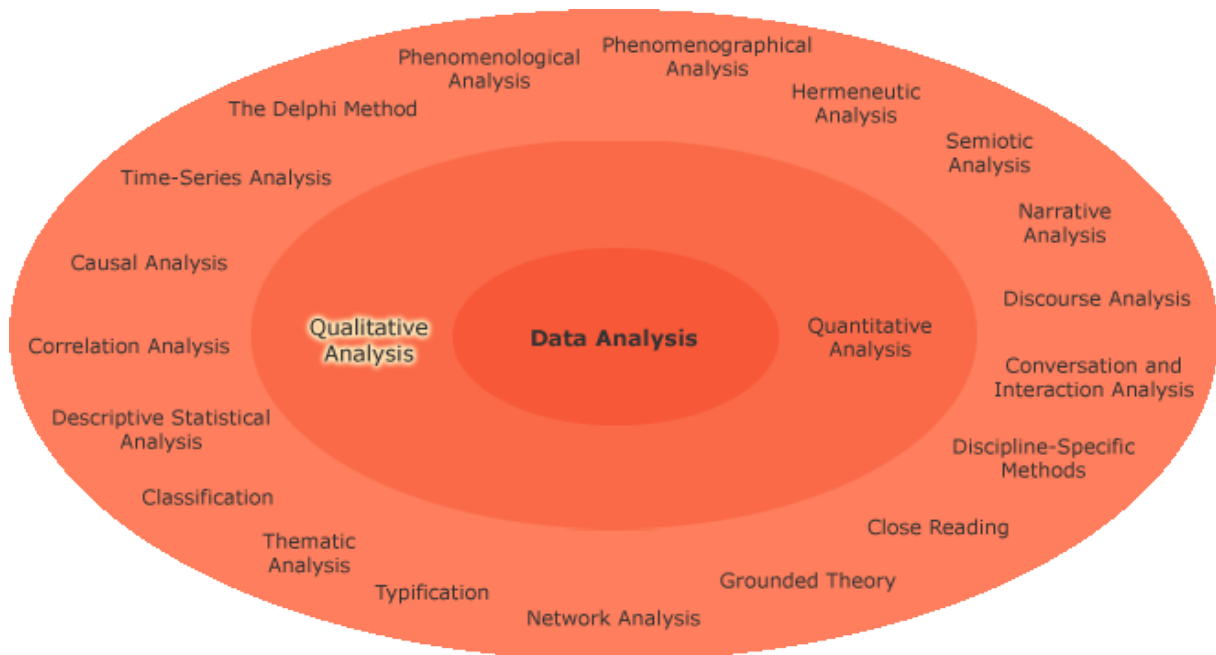 Phenomenological
Analysis
Phenomenographical
Analysis
The Delphi Method
Hermeneutic
Analysis
Semiotic
Analysis
Time-Series Analysis
Narrative
Analysis
Causal Analysis
Discourse Analysis
Qualitative
Analysis
Data Analysis
Quantitative
Analysis
Correlation Analysis
Conversation and
Interaction Analysis
Descriptive Statistical
Analysis
Discipline-Specific
Methods
Classification
Close Reading
Thematic
Analysis
Grounded Theory
Typification
Network Analysis